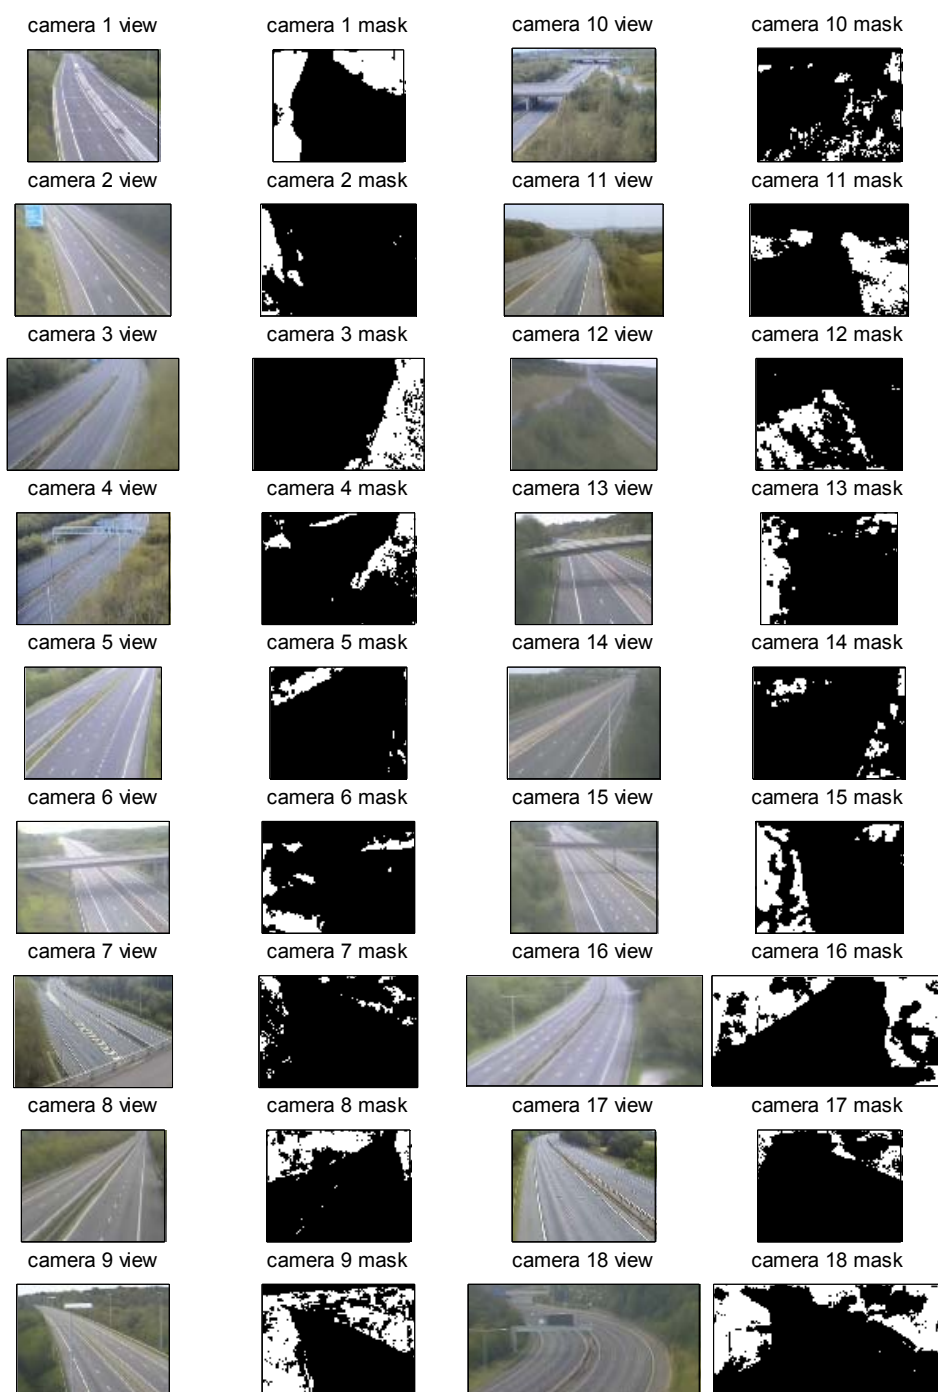 camera 1 view camera 1 mask camera 10 view camera 10 mask
camera 2 view camera 2 mask camera 11 view camera 11 mask
camera 3 view camera 3 mask camera 12 view camera 12 mask
camera 4 view camera 4 mask camera 13 view camera 13 mask
camera 5 view camera 5 mask camera 14 view camera 14 mask
camera 6 view camera 6 mask camera 15 view camera 15 mask
camera 7 view camera 7 mask camera 16 view camera 16 mask
camera 8 view camera 8 mask camera 17 view camera 17 mask
camera 9 view camera 9 mask camera 18 view camera 18 mask